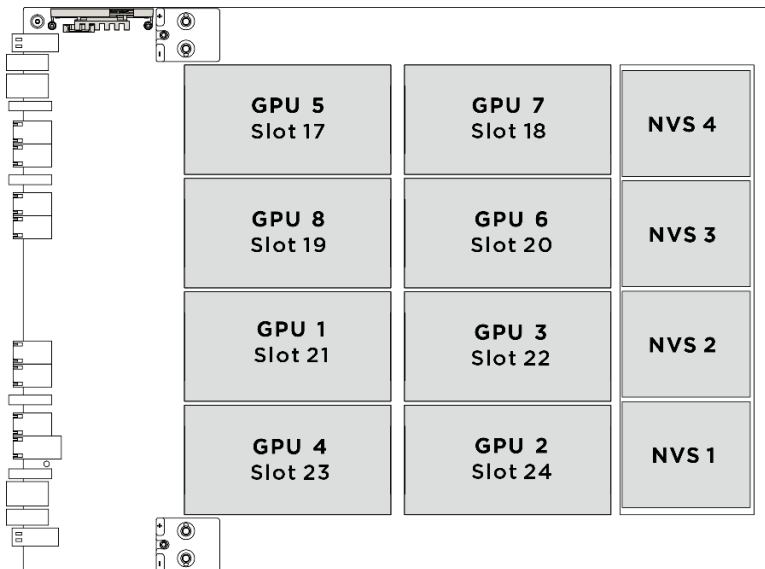 GPU 5
Slot 17
GPU 7
Slot 18
NVS 4
GPU 8
Slot 19
GPU 6
Slot 20
NVS 3
GPU 1
Slot 21
GPU 3
Slot 22
NVS 2
GPU 4
Slot 23
GPU 2
Slot 24
NVS 1